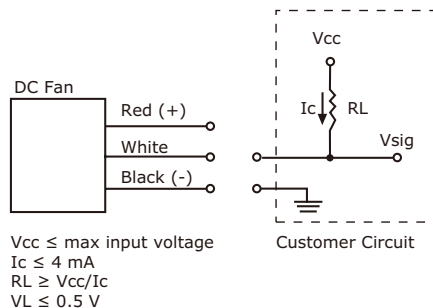 Vcc
DC Fan
Ic
RL
Red (+)
White
Vsig
Black (-)
Vcc ≤ max input voltage
Customer Circuit
Ic ≤ 4 mA
RL ≥ Vcc/Ic
VL ≤ 0.5 V